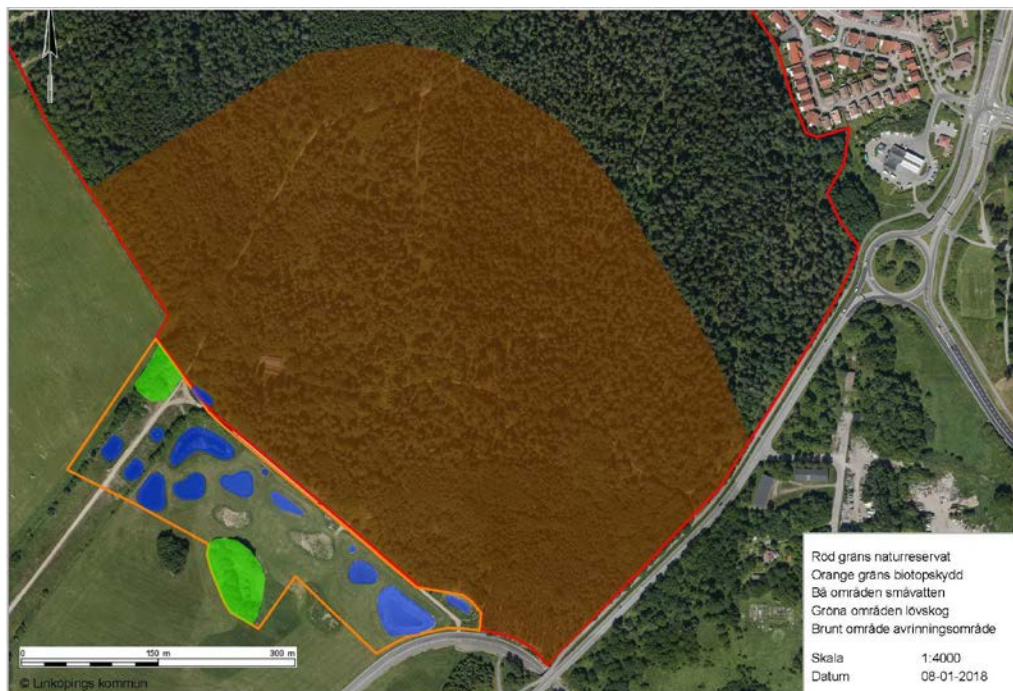 Röd gräns naturreservat
Orange gräns biotopskydd
Blå områden småvatten
Gröna områden lövskog
Brunt område avrinningsområde
Skala 1:4000
Datum 08-01-2018
0 150 m 300 m
© Linköpings kommun